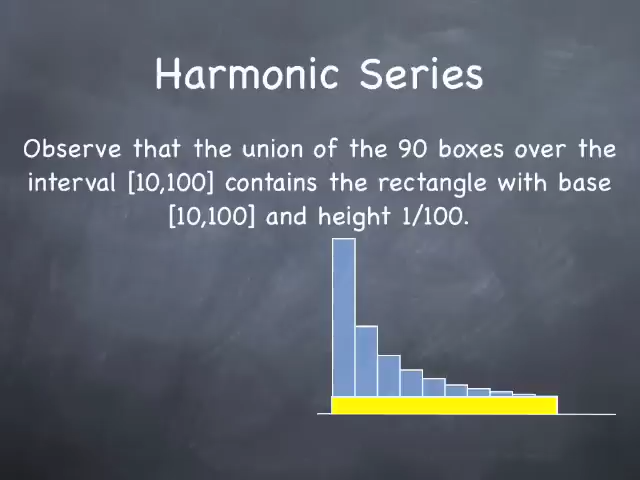 Harmonic Series
Observe that the union of the 90 boxes over the
interval [10,100] contains the rectangle with base
[10,100] and height 1/100.